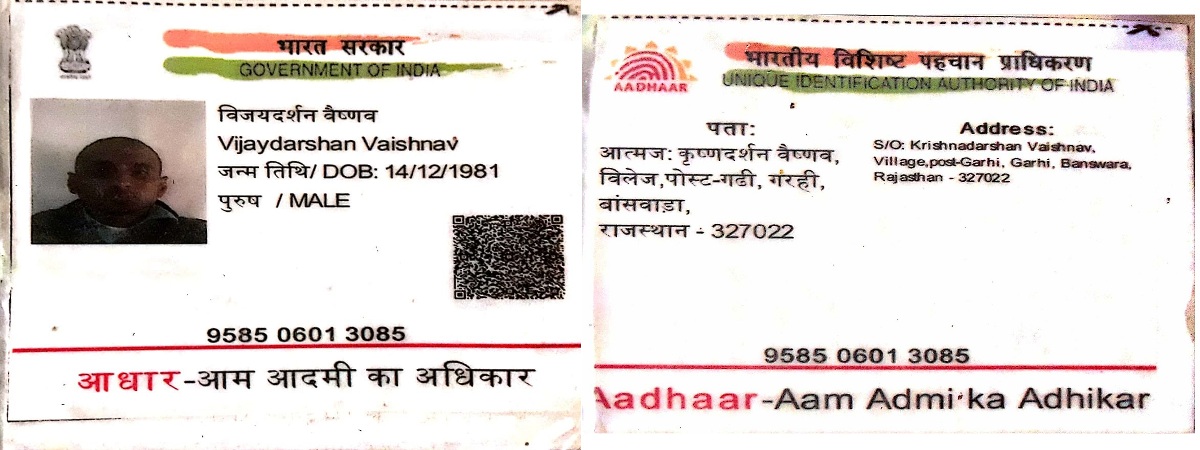 भारत सरकार
GOVERNMENT OF INDIA
विजयदर्शन वैष्णव
Vijaydarshan Vaishnav
जन्म तिथि/ DOB: 14/12/1981
पुरुष / MALE
9585 0601 3085
आधार-आम आदमी का अधिकार
भारतीय विशिष्ट पहचान प्राधिकरण
UNIQUE IDENTIFICATION AUTHORITY OF INDIA
AADHAAR
पता:
आत्मज: कृष्णदर्शन वैष्णव,
विलेज,पोस्ट-गढी, गरही,
बांसवाडा,
राजस्थान - 327022
Address:
S/O: Krishnadarshan Vaishnav,
Village,post-Garhi, Garhi, Banswara,
Rajasthan - 327022
9585 0601 3085
Aadhaar-Aam Admi ka Adhikar